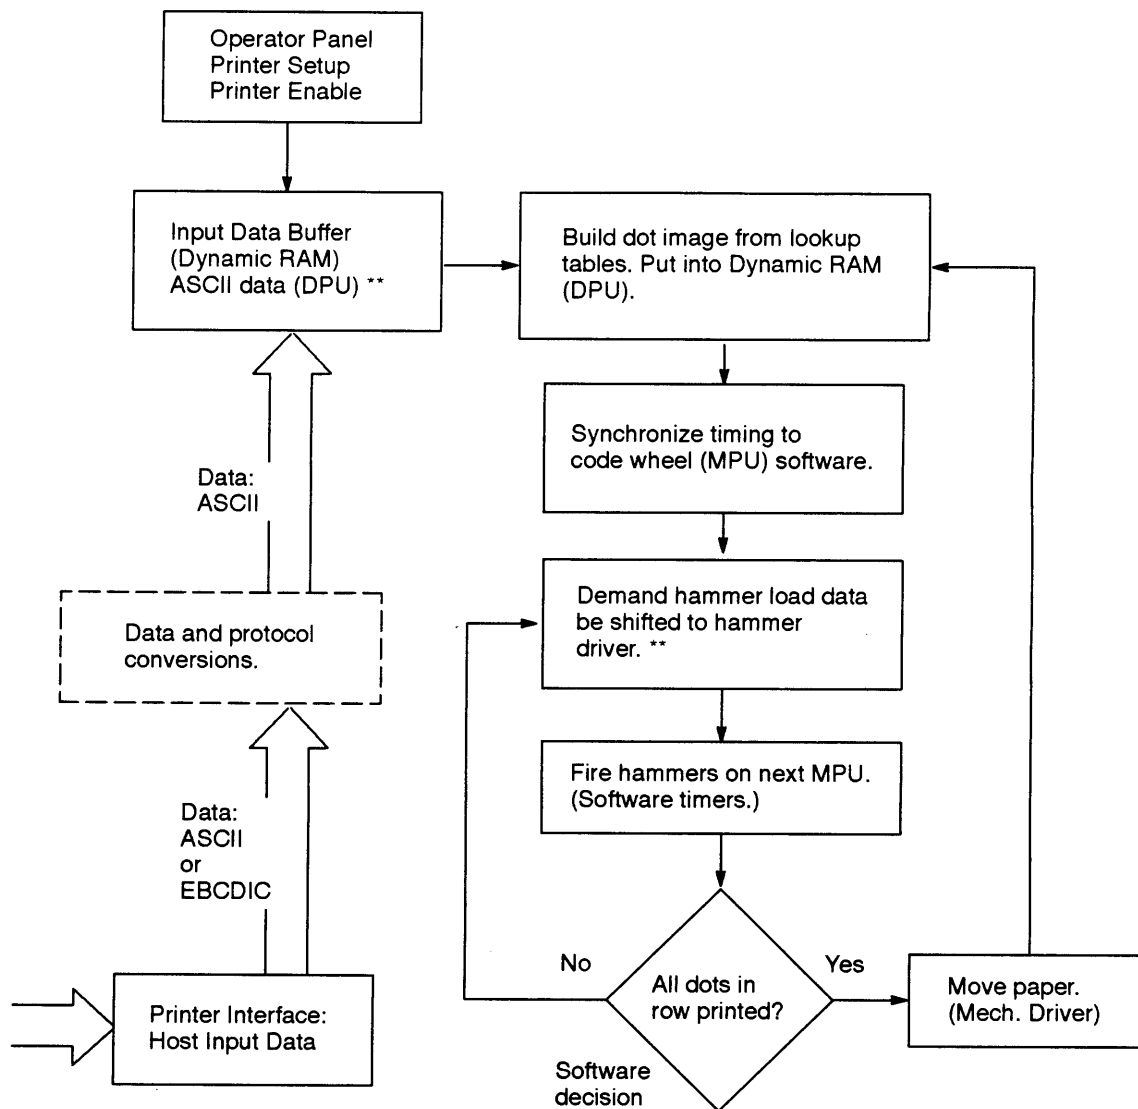 Operator Panel
Printer Setup
Printer Enable
Input Data Buffer
(Dynamic RAM)
ASCII data (DPU) **
Build dot image from lookup
tables. Put into Dynamic RAM
(DPU).
Synchronize timing to
code wheel (MPU) software.
Data:
ASCII
Demand hammer load data
be shifted to hammer
driver. **
Data and protocol
conversions.
Fire hammers on next MPU.
(Software timers.)
Data:
ASCII
or
EBCDIC
No
Yes
All dots in
row printed?
Move paper.
(Mech. Driver)
Printer Interface:
Host Input Data
Software
decision